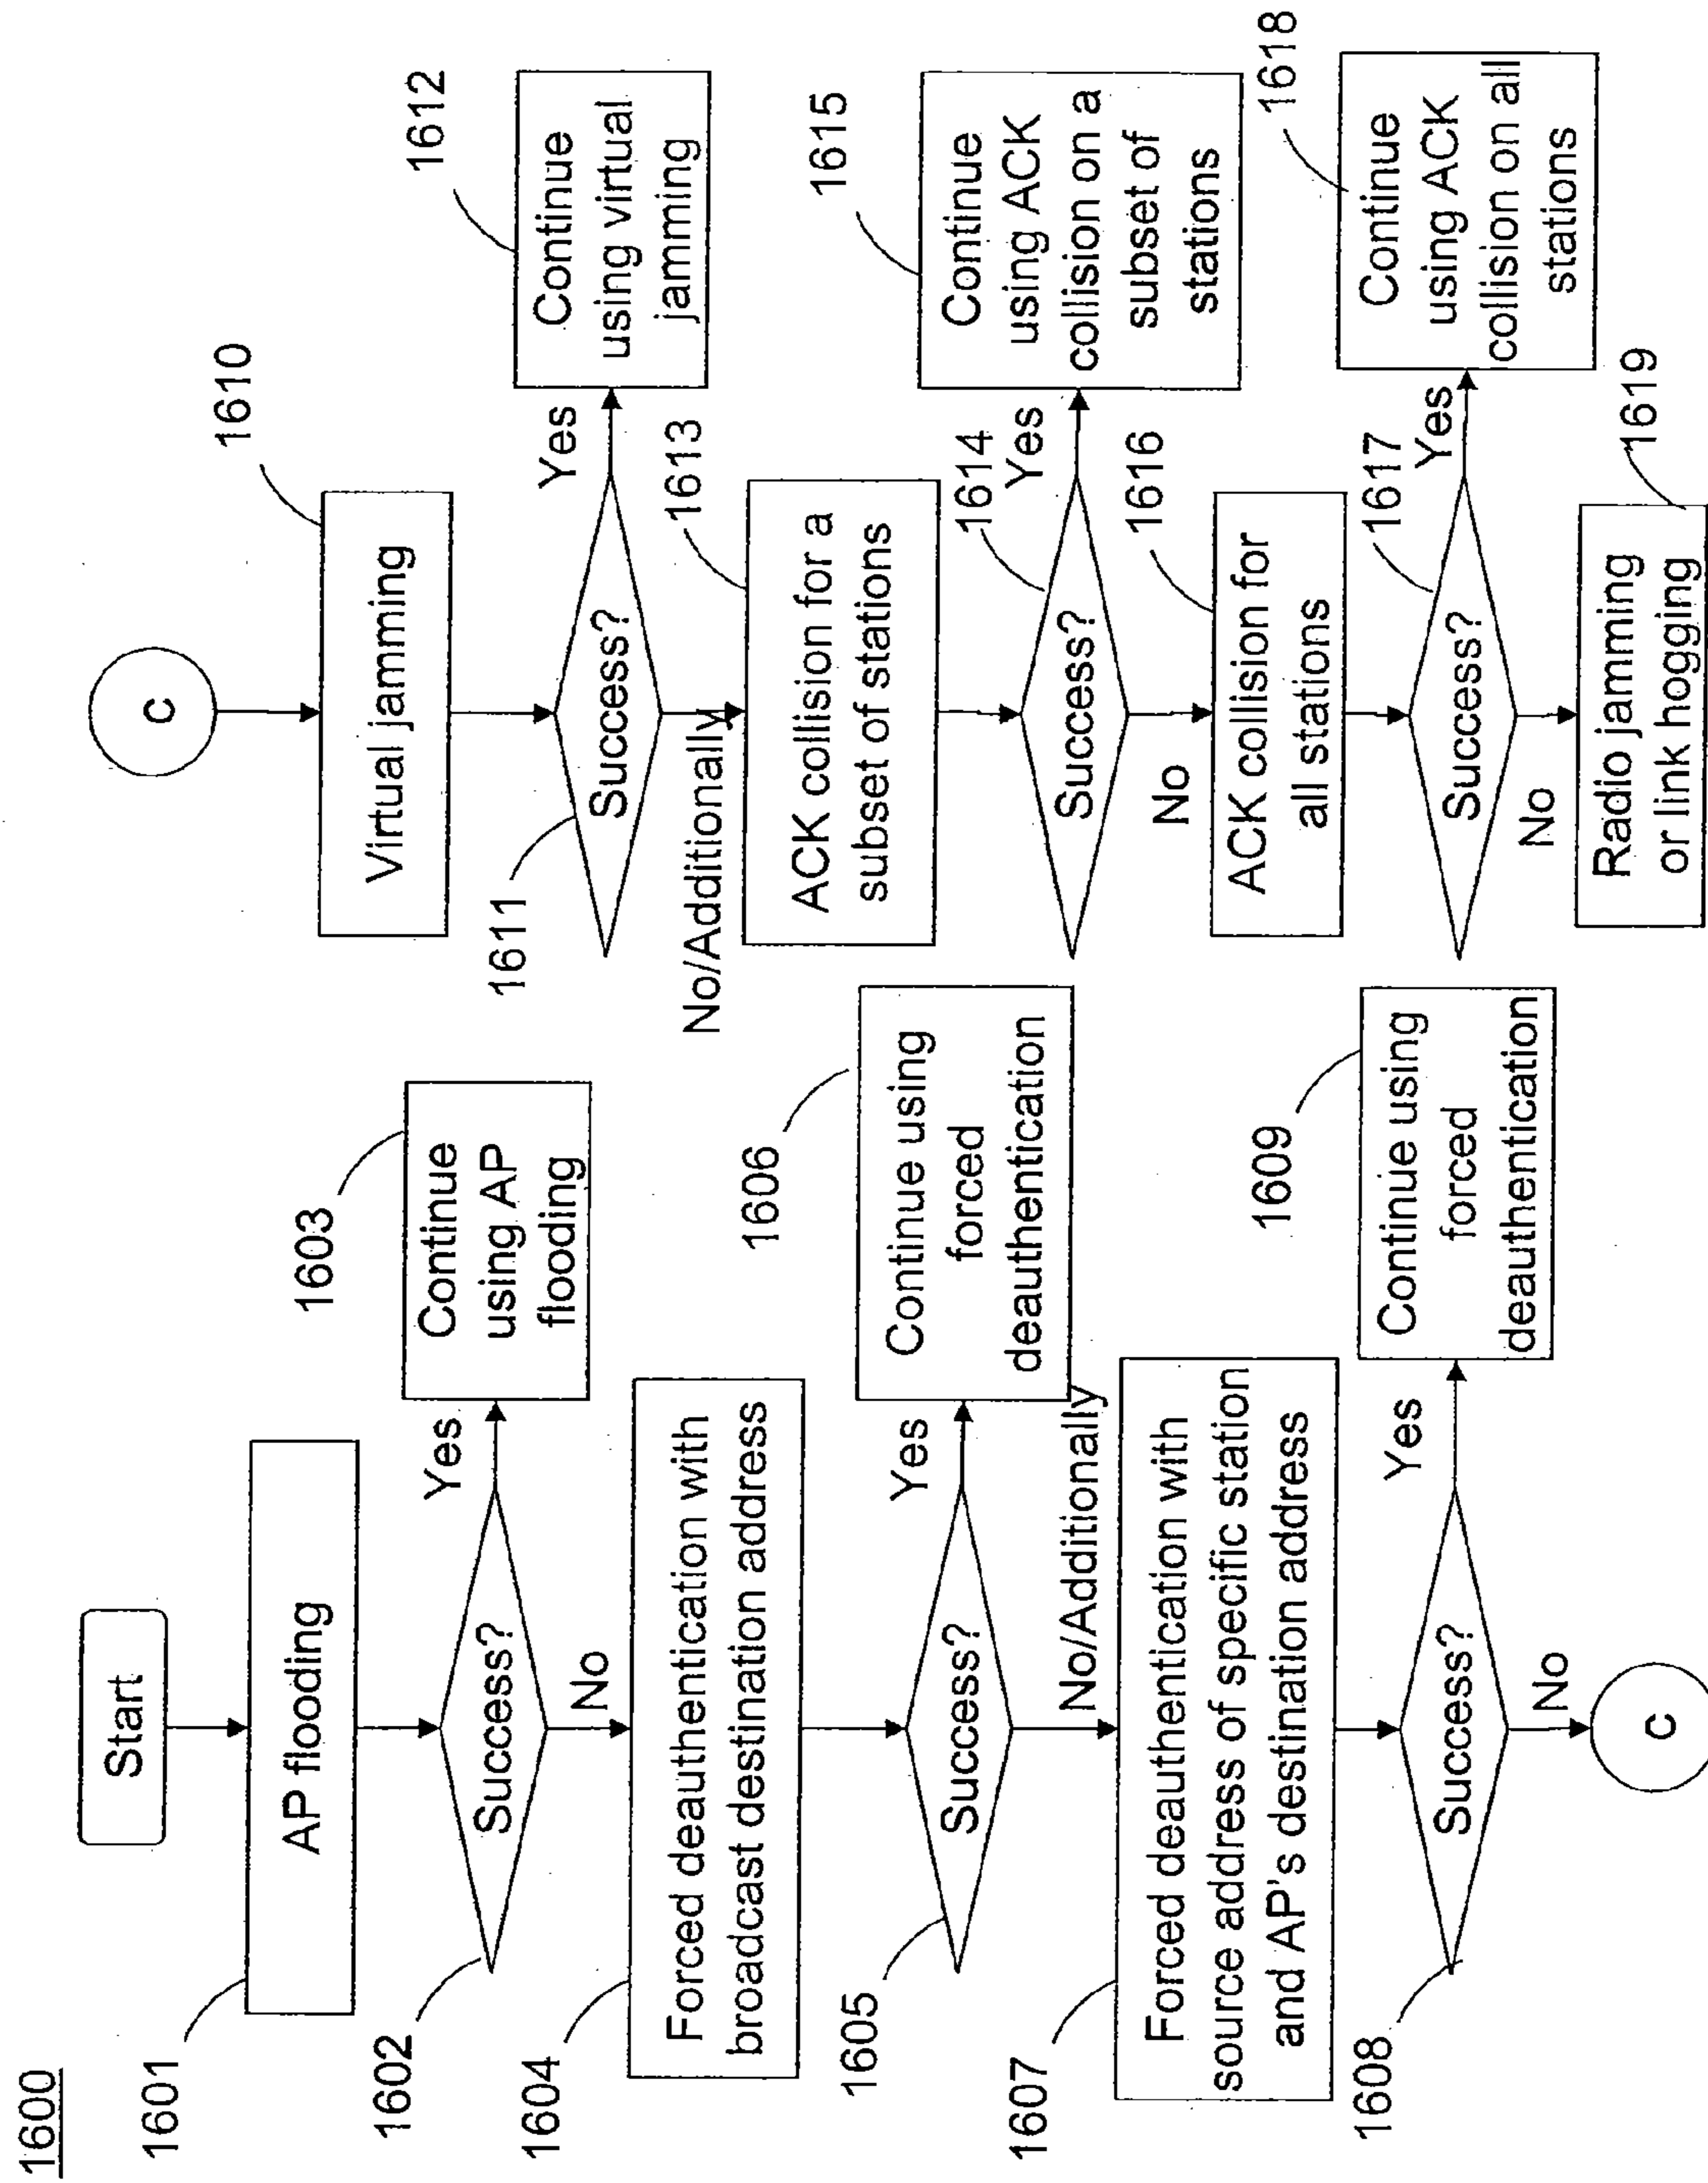 1600
Start
1601
AP flooding
1602
Success?
Yes
1603
Continue
using AP
flooding
No
1604
Forced deauthentication with
broadcast destination address
1605
Success?
Yes
1606
Continue using
forced
deauthentication
No/Additionally
1607
Forced deauthentication with
source address of specific station
and AP's destination address
1608
Success?
Yes
1609
Continue using
forced
deauthentication
No
C
C
1610
Virtual jamming
1611
Success?
Yes
1612
Continue
using virtual
jamming
No/Additionally
1613
ACK collision for a
subset of stations
1614
Success?
Yes
1615
Continue
using ACK
collision on a
subset of
stations
No
1616
ACK collision for
all stations
1617
Success?
Yes
1618
Continue
using ACK
collision on all
stations
No
1619
Radio jamming
or link hogging